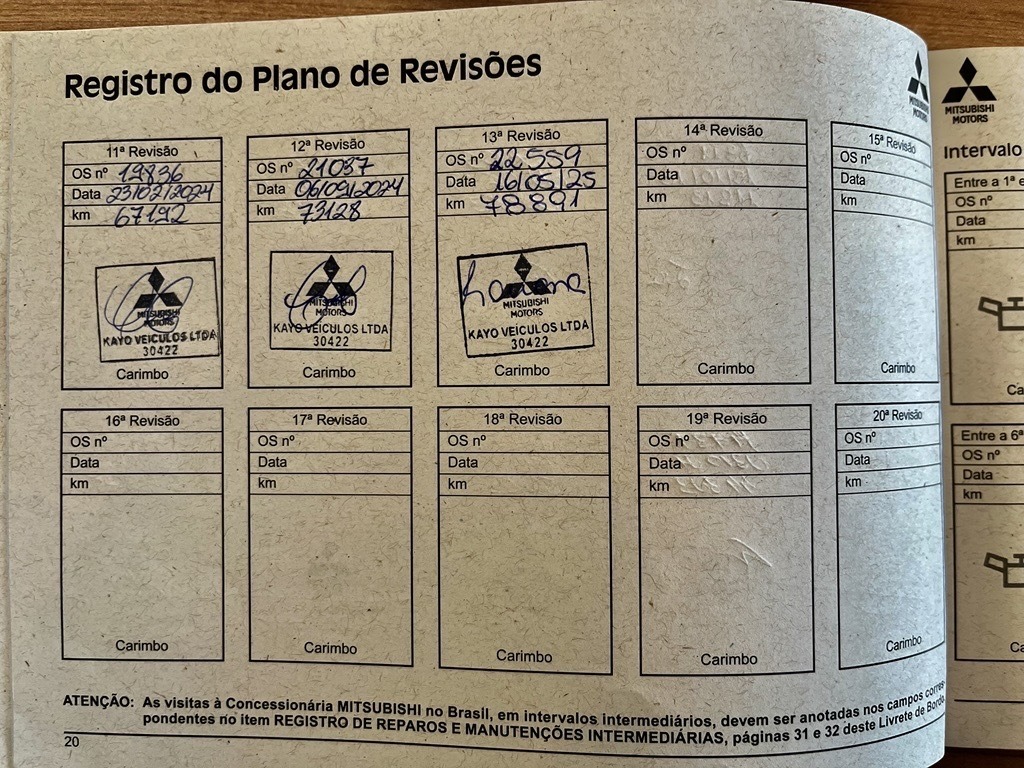 Registro do Plano de Revisões
11ª Revisão
OS nº 19836
Data 23/02/2024
km 67192
MITSUBISHI
MOTORS
KAYO VEICULOS LTDA
30422
Carimbo
12ª Revisão
OS nº 21037
Data 06/09/2024
km 73128
MITSUBISHI
MOTORS
KAYO VEICULOS LTDA
30422
Carimbo
13ª Revisão
OS nº 22.559
Data 16/05/25
km 78891
MITSUBISHI
MOTORS
KAYO VEICULOS LTDA
30422
Carimbo
14ª Revisão
OS nº
Data
km
Carimbo
15ª Revisão
OS nº
Data
km
Carimbo
16ª Revisão
OS nº
Data
km
Carimbo
17ª Revisão
OS nº
Data
km
Carimbo
18ª Revisão
OS nº
Data
km
Carimbo
19ª Revisão
OS nº
Data
km
Carimbo
20ª Revisão
OS nº
Data
km
Carimbo
ATENÇÃO: As visitas à Concessionária MITSUBISHI no Brasil, em intervalos intermediários, devem ser anotadas nos campos corres-
pondentes no item REGISTRO DE REPAROS E MANUTENÇÕES INTERMEDIÁRIAS, páginas 31 e 32 deste Livrete de Bordo.
20
MITSUBISHI
MOTORS
Intervalo
Entre a 1ª e
OS nº
Data
km
Ca
Entre a 6ª
OS nº
Data
km
Ca